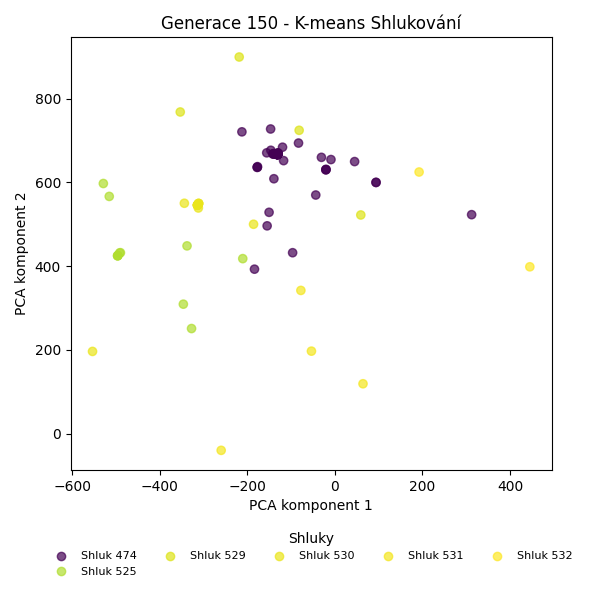 Generace 150 - K-means Shlukování
PCA komponent 2
800
600
400
200
0
−600 −400 −200 0 200 400
PCA komponent 1
Shluky
Shluk 474 Shluk 529 Shluk 530 Shluk 531 Shluk 532
Shluk 525